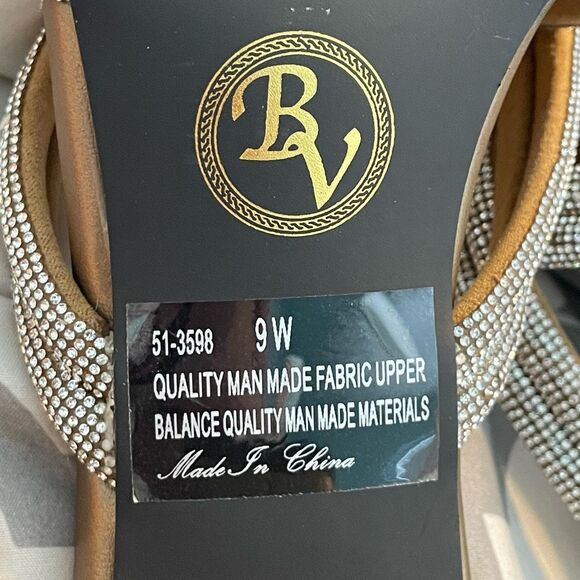 BV
51-3598 9 W
QUALITY MAN MADE FABRIC UPPER
BALANCE QUALITY MAN MADE MATERIALS
Made In China